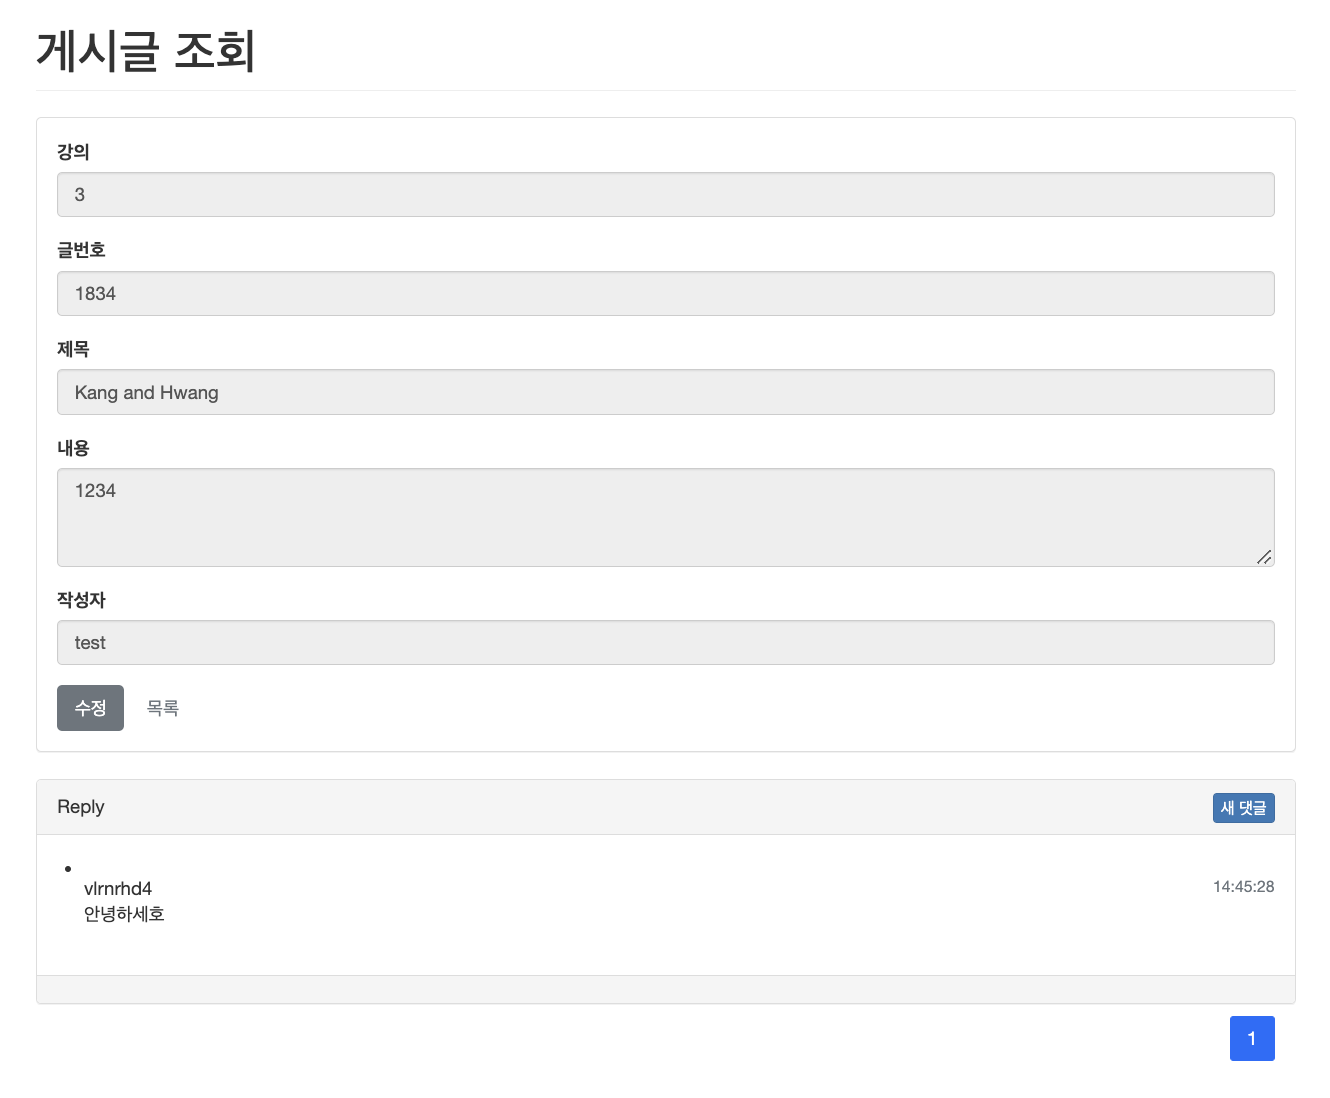 게시글 조회
강의
3
글번호
1834
제목
Kang and Hwang
내용
1234
작성자
test
수정 목록
Reply 새 댓글
vlrnrhd4 14:45:28
안녕하세호
1